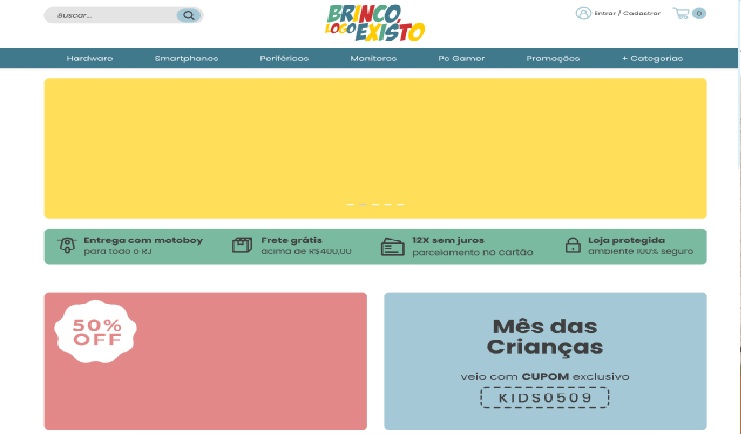 Buscar...
BRINCO,
LOGO EXISTO
Entrar / Cadastrar
0
Hardware
Smartphones
Periféricos
Monitores
Pc Gamer
Promoções
+ Categorias
Entrega com motoboy
para todo o RJ
Frete grátis
acima de R$400,00
12X sem juros
parcelamento no cartão
Loja protegida
ambiente 100% seguro
50%
OFF
Mês das
Crianças
veio com CUPOM exclusivo
KIDS0509